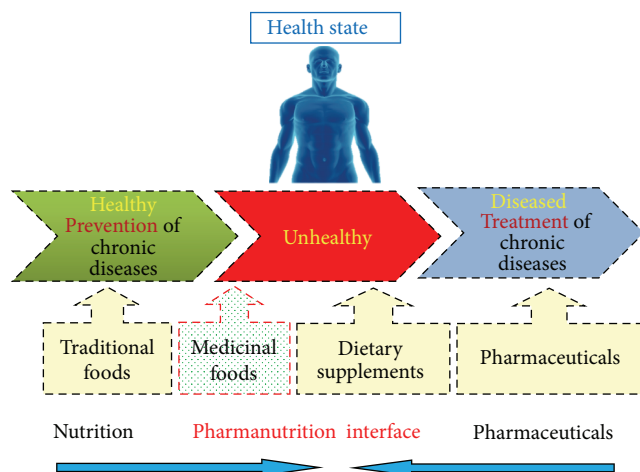 Health state
Healthy
Prevention of
chronic
diseases
Unhealthy
Diseased
Treatment of
chronic
diseases
Traditional
foods
Medicinal
foods
Dietary
supplements
Pharmaceuticals
Nutrition
Pharmanutrition interface
Pharmaceuticals